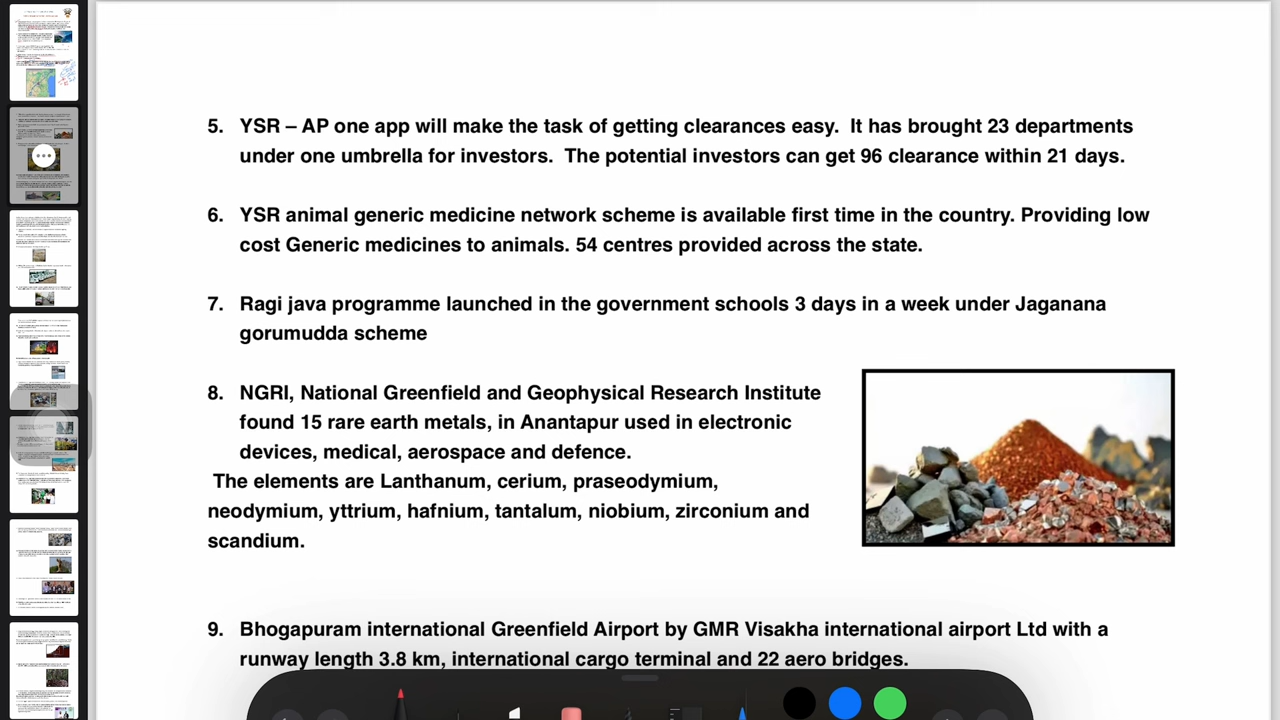 5. YSR – AP one app will make the task of getting clearances easy. It has brought 23 departments
under one umbrella for investors. The potential investors can get 96 clearance within 21 days.
6. YSR animal generic medicine network scheme is available first time in the country. Providing low
cost Generic medicines to animals. 54 centres provided across the state.
7. Ragi java programme launched in the government schools 3 days in a week under Jaganana
gorumudda scheme
8. NGRI, National Greenfield and Geophysical Research Institute
found 15 rare earth metals, in Anantapur used in electronic
devices, medical, aerospace and defence.
The elements are Lanthanum, cerium, praseodymium,
neodymium, yttrium, hafnium, tantalum, niobium, zirconium and
scandium.
9. Bhogapuram international Greenfield Airport by GMR Visakha international airport Ltd with a
runway length 3.8 km, international cargo terminal and 22 aero bridges.